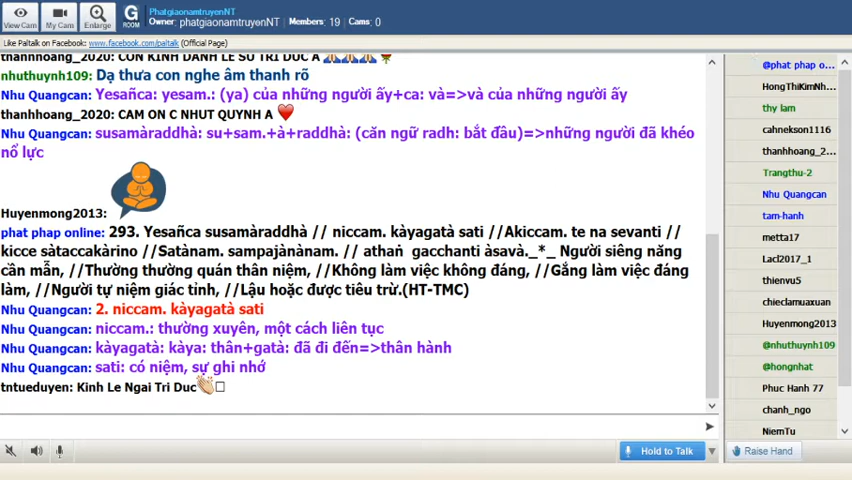 View Cam
My Cam
Enlarge
G
ROOM
PhatgiaonamtruyenNT
Owner: phatgiaonamtruyenNT Members: 19 Cams: 0
Like Paltalk on Facebook: www.facebook.com/paltalk (Official Page)
thanhhoang_2020: CON KINH DANH LE SU TRI DUC A 🙏🙏🙏🌹
nhuthuynh109: Dạ thưa con nghe âm thanh rõ
Nhu Quangcan: Yesañca: yesam.: (ya) của những người ấy+ca: và=>và của những người ấy
thanhhoang_2020: CAM ON C NHUT QUYNH A ❤
Nhu Quangcan: susamàraddhà: su+sam.+à+raddhà: (căn ngữ radh: bắt đầu)=>những người đã khéo
nổ lực
Huyenmong2013:
phat phap online: 293. Yesañca susamàraddhà // niccam. kàyagatà sati //Akiccam. te na sevanti //
kicce sàtaccakàrino //Satànam. sampajànànam. // athaṅ gacchanti àsavà._*_ Người siêng năng
cần mẫn, //Thường thường quán thân niệm, //Không làm việc không đáng, //Gắng làm việc đáng
làm, //Người tự niệm giác tỉnh, //Lậu hoặc được tiêu trừ.(HT-TMC)
Nhu Quangcan: 2. niccam. kàyagatà sati
Nhu Quangcan: niccam.: thường xuyên, một cách liên tục
Nhu Quangcan: kàyagatà: kàya: thân+gatà: đã đi đến=>thân hành
Nhu Quangcan: sati: có niệm, sự ghi nhớ
tntueduyen: Kinh Le Ngai Tri Duc👏
Hold to Talk
@phat phap o...
HongThiKimNh...
thy lam
cahnekson1116
thanhhoang_2...
Trangthu-2
Nhu Quangcan
tam-hanh
metta17
Lacl2017_1
thienvu5
chieclamuaxuan
Huyenmong2013
@nhuthuynh109
@hongnhat
Phuc Hanh 77
chanh_ngo
NiemTu
Raise Hand